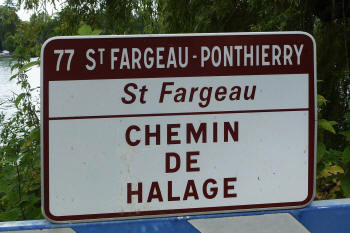 77 ST FARGEAU - PONTHIERRY
St Fargeau
CHEMIN
DE
HALAGE